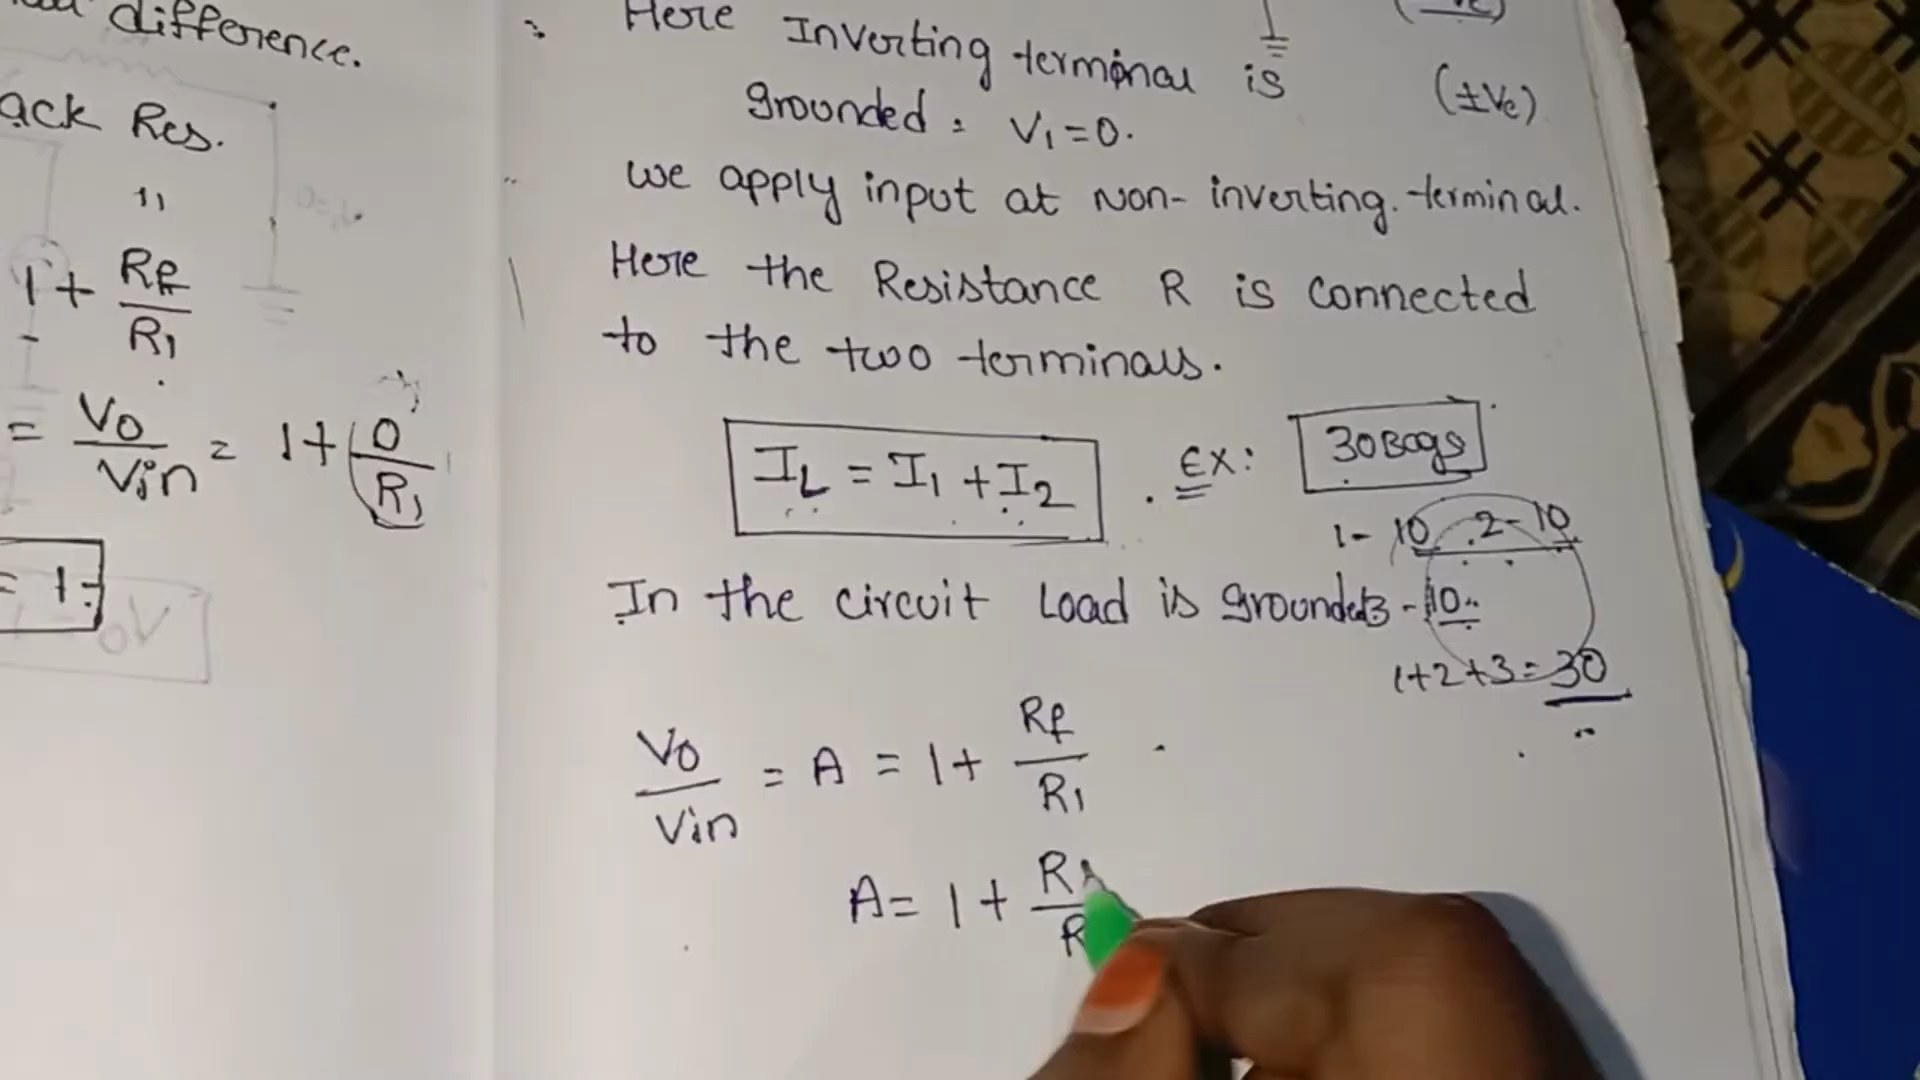 difference.
ack Res.
"
1 + Rf/R1
= Vo/Vin = 1 + 0/R1
= 1
Here Inverting terminal is
grounded = V1 = 0.
(±Ve)
we apply input at Non-inverting terminal.
Here the Resistance R is connected
to the two terminals.
IL = I1 + I2 . Ex: 30Bags
1 - 10 2 - 10
In the circuit Load is grounded 3 - 10
1+2+3 = 30
Vo/Vin = A = 1 + Rf/R1
A = 1 + R/R